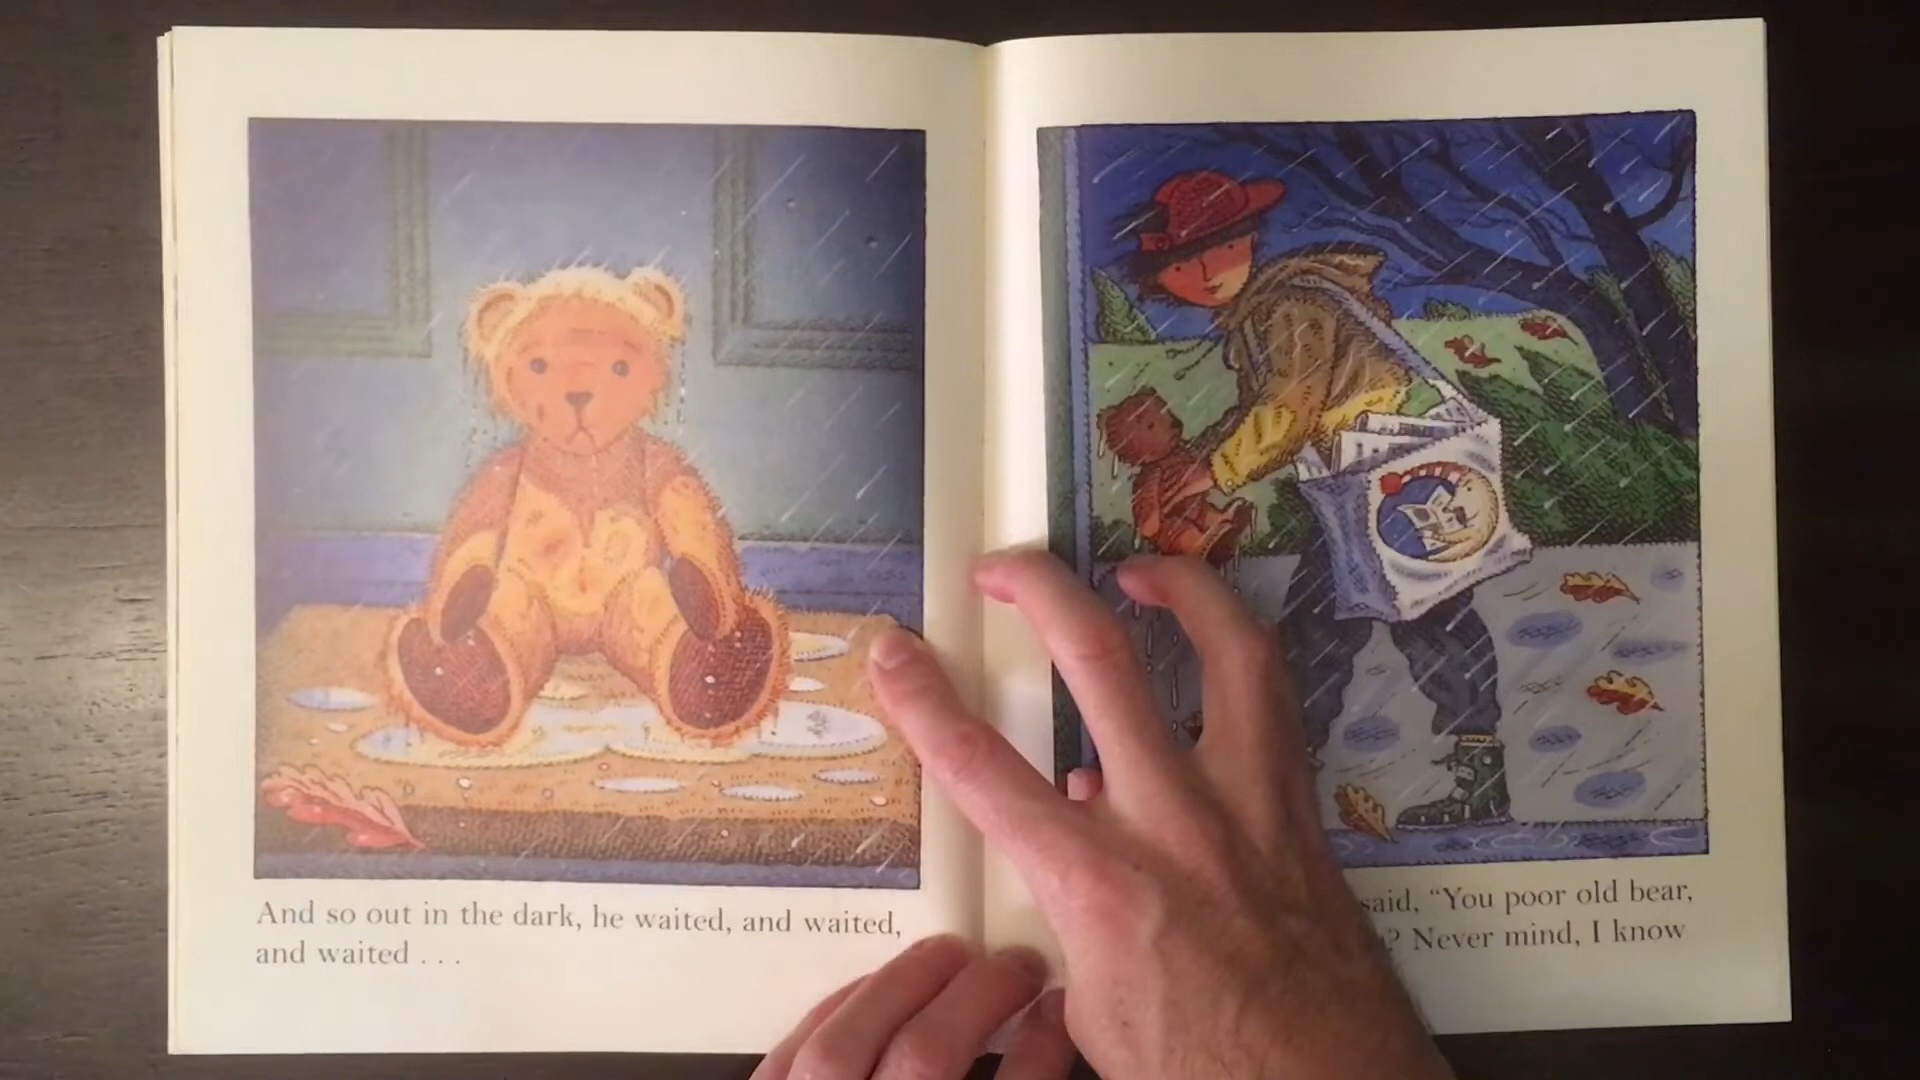 And so out in the dark, he waited, and waited,
and waited . . .
said, “You poor old bear,
? Never mind, I know